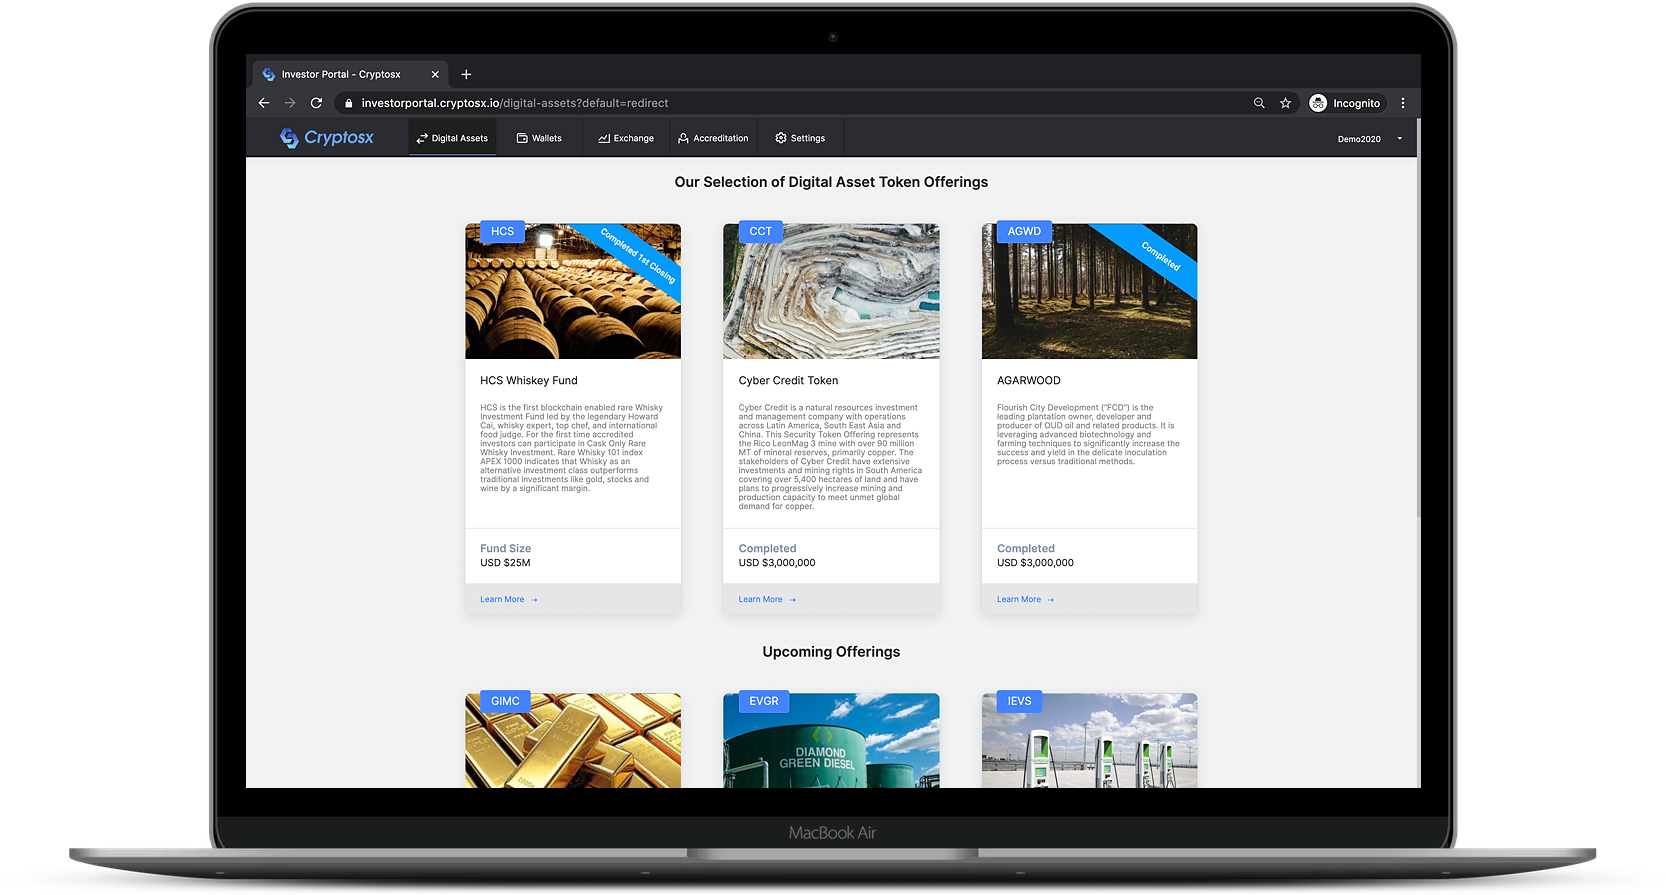 Investor Portal - Cryptosx
investorportal.cryptosx.io/digital-assets?default=redirect
Incognito
Cryptosx
Digital Assets
Wallets
Exchange
Accreditation
Settings
Demo2020
Our Selection of Digital Asset Token Offerings
HCS
Completed 1st Closing
HCS Whiskey Fund
HCS is the first blockchain enabled rare Whisky
Investment Fund led by the legendary Howard
Cai, whisky expert, top chef, and international
food judge. For the first time accredited
investors can participate in Cask Only Rare
Whisky Investment. Rare Whisky 101 index
APEX 1000 indicates that Whisky as an
alternative investment class outperforms
traditional investments like gold, stocks and
wine by a significant margin.
Fund Size
USD $25M
Learn More →
CCT
Cyber Credit Token
Cyber Credit is a natural resources investment
and management company with operations
across Latin America, South East Asia and
China. This Security Token Offering represents
the Rico LeonMag 3 mine with over 90 million
MT of mineral reserves, primarily copper. The
stakeholders of Cyber Credit have extensive
investments and mining rights in South America
covering over 5,400 hectares of land and have
plans to progressively increase mining and
production capacity to meet unmet global
demand for copper.
Completed
USD $3,000,000
Learn More →
AGWD
Completed
AGARWOOD
Flourish City Development ("FCD") is the
leading plantation owner, developer and
producer of OUD oil and related products. It is
leveraging advanced biotechnology and
farming techniques to significantly increase the
success and yield in the delicate inoculation
process versus traditional methods.
Completed
USD $3,000,000
Learn More →
Upcoming Offerings
GIMC
EVGR
DIAMOND
GREEN DIESEL
IEVS
MacBook Air